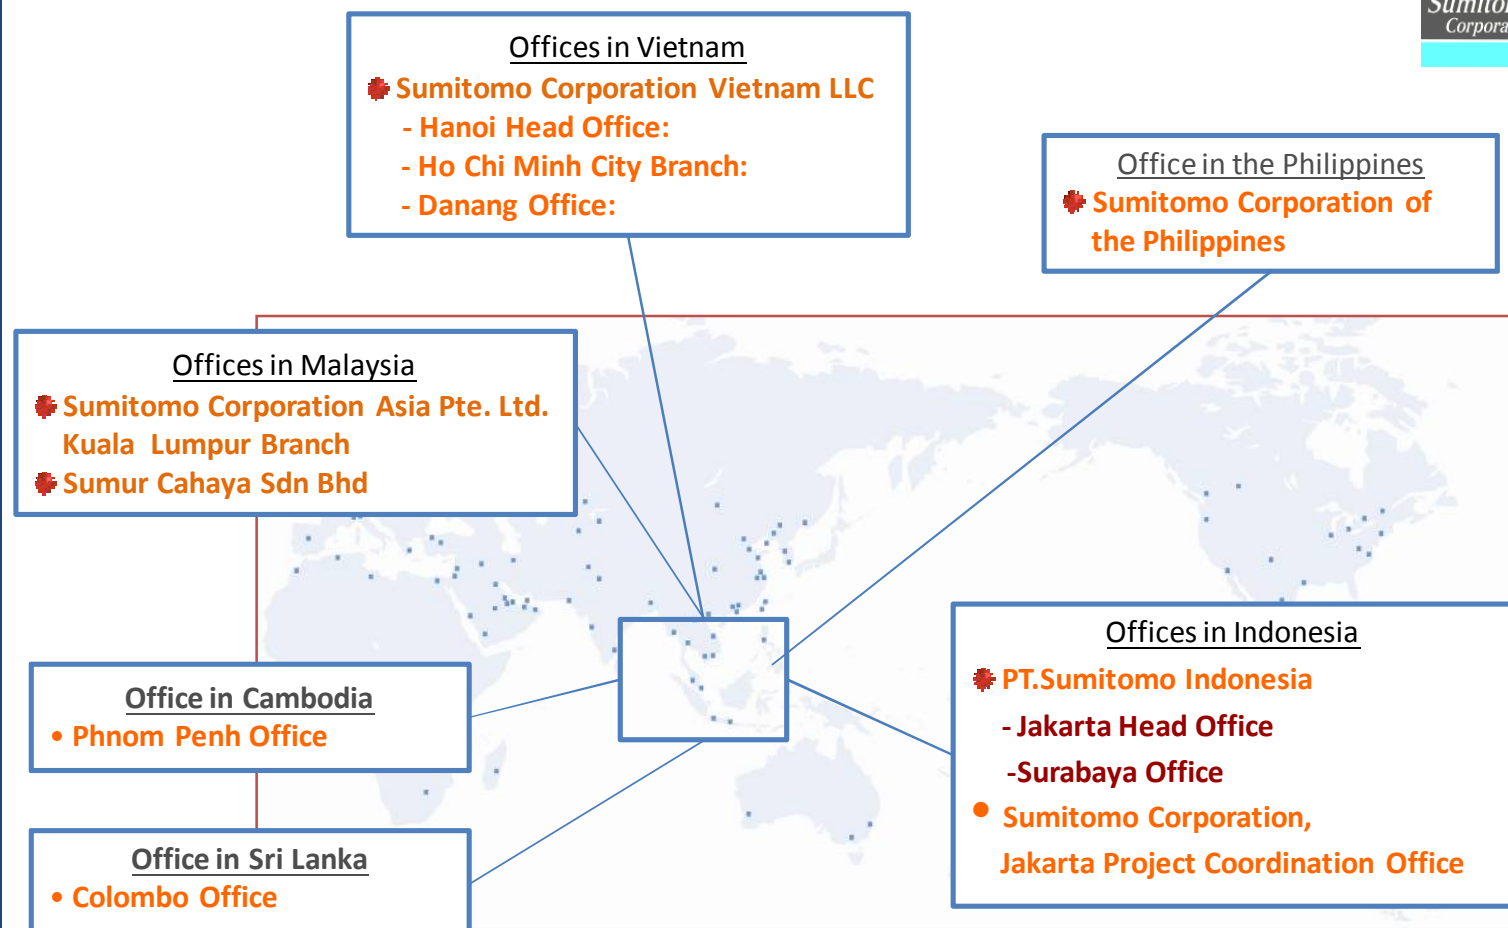 Offices in Vietnam
Sumitomo Corporation Vietnam LLC
- Hanoi Head Office:
- Ho Chi Minh City Branch:
- Danang Office:
Office in the Philippines
Sumitomo Corporation of
the Philippines
Offices in Malaysia
Sumitomo Corporation Asia Pte. Ltd.
Kuala Lumpur Branch
Sumur Cahaya Sdn Bhd
Office in Cambodia
• Phnom Penh Office
Office in Sri Lanka
• Colombo Office
Offices in Indonesia
PT.Sumitomo Indonesia
- Jakarta Head Office
-Surabaya Office
• Sumitomo Corporation,
Jakarta Project Coordination Office